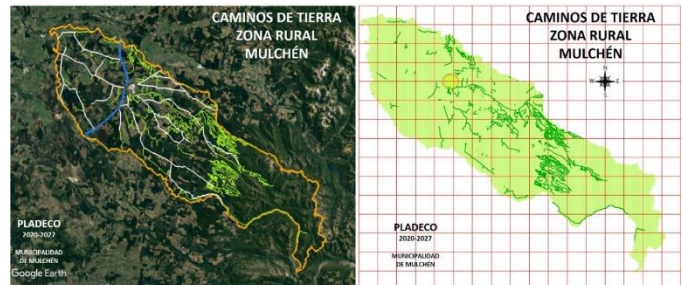 CAMINOS DE TIERRA
ZONA RURAL
MULCHÉN
PLADECO
2020-2027
MUNICIPALIDAD
DE MULCHÉN
Google Earth
CAMINOS DE TIERRA
ZONA RURAL
MULCHÉN
N
W
E
S
PLADECO
2020-2027
MUNICIPALIDAD
DE MULCHÉN